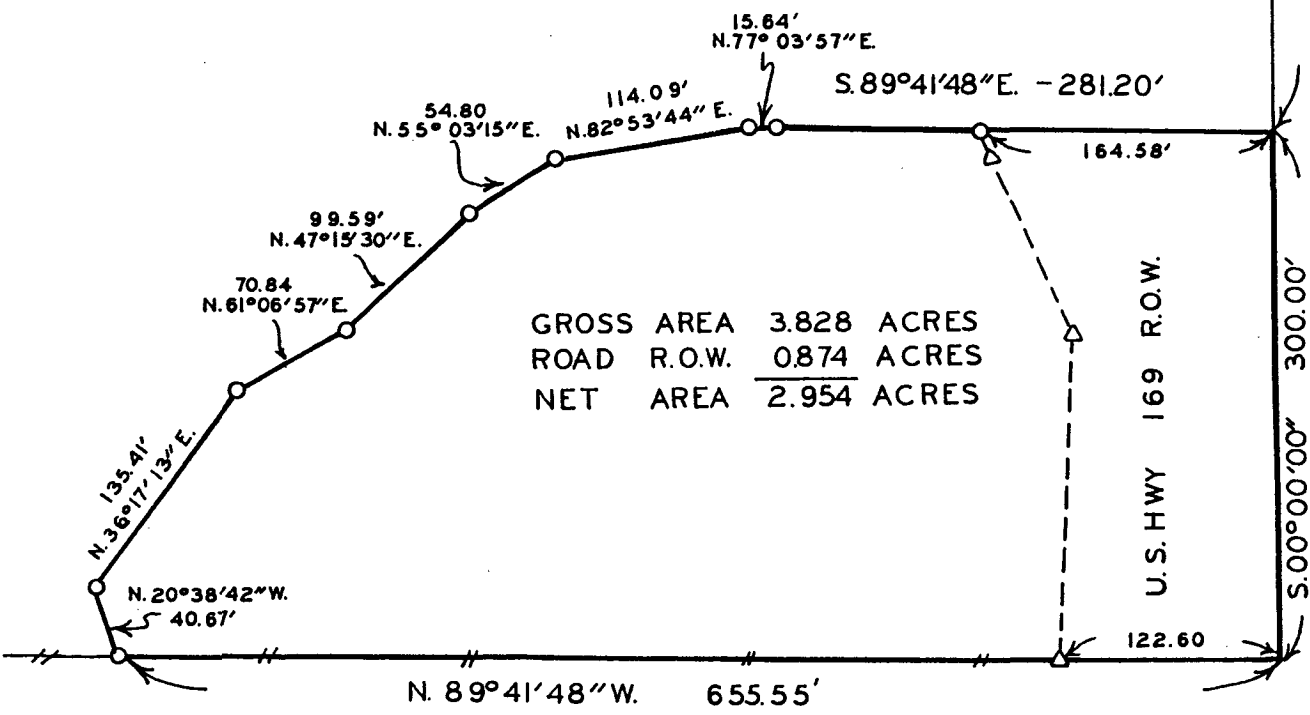 15.64'
N.77° 03'57"E.
S.89°41'48"E. - 281.20'
114.09'
N.82°53'44"E.
54.80
N.55° 03'15"E.
164.58'
99.59'
N.47°15'30"E.
70.84
N.61°06'57"E.
GROSS AREA 3.828 ACRES
ROAD R.O.W. 0.874 ACRES
NET AREA 2.954 ACRES
U.S. HWY 169 R.O.W.
S.00°00'00" 300.00'
135.41'
N.36°17'13"E.
N.20°38'42"W.
40.67'
122.60
N. 89°41'48"W. 655.55'